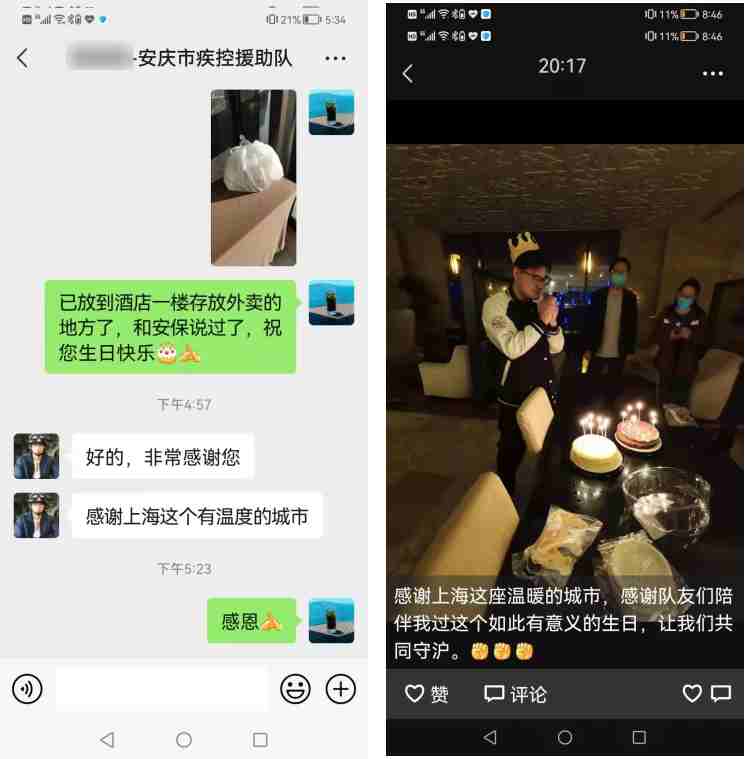 21% 5:34
-安庆市疾控援助队
已放到酒店一楼存放外卖的
地方了，和安保说过了，祝
您生日快乐🎂🙏
下午4:57
好的，非常感谢您
感谢上海这个有温度的城市
下午5:23
感恩🙏
11% 8:46
11% 8:46
20:17
感谢上海这座温暖的城市，感谢队友们陪
伴我过这个如此有意义的生日，让我们共
同守沪。✊✊✊
赞 评论